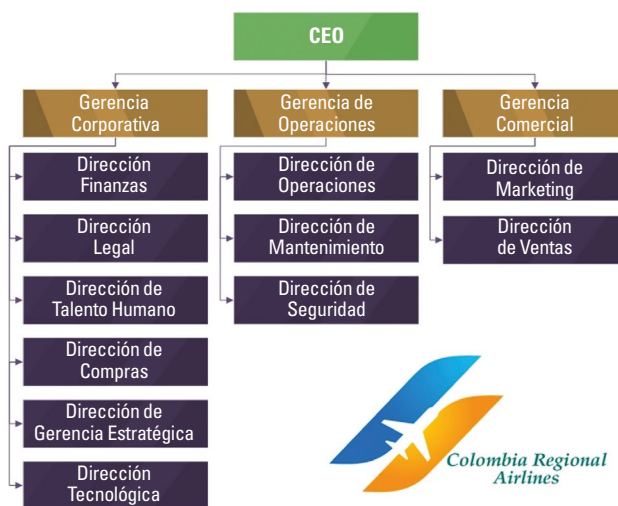 CEO
Gerencia
Corporativa
Gerencia de
Operaciones
Gerencia
Comercial
Dirección
Finanzas
Dirección
Legal
Dirección de
Talento Humano
Dirección de
Compras
Dirección de
Gerencia Estratégica
Dirección
Tecnológica
Dirección de
Operaciones
Dirección de
Mantenimiento
Dirección de
Seguridad
Dirección de
Marketing
Dirección
de Ventas
Colombia Regional
Airlines